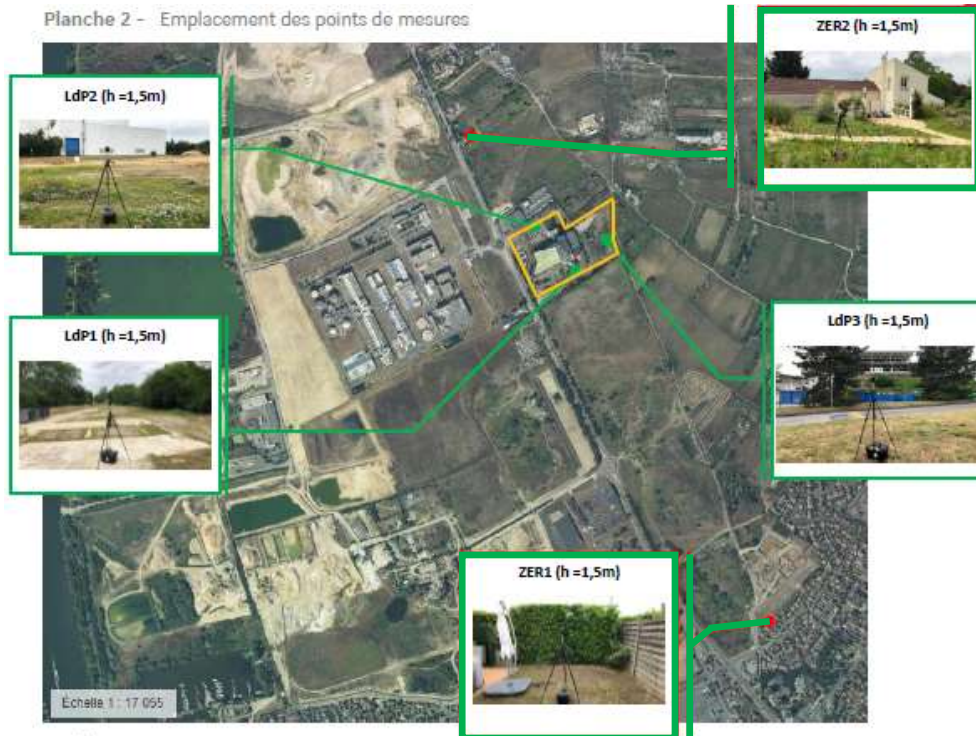 Planche 2 - Emplacement des points de mesures
ZER2 (h =1,5m)
LdP2 (h =1,5m)
LdP1 (h =1,5m)
LdP3 (h =1,5m)
ZER1 (h =1,5m)
Echelle 1 : 17 055